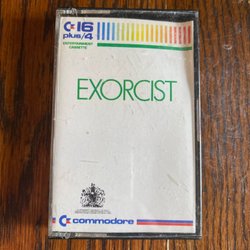 C 16
plus/4
ENTERTAINMENT
CASSETTE
EXORCIST
commodore